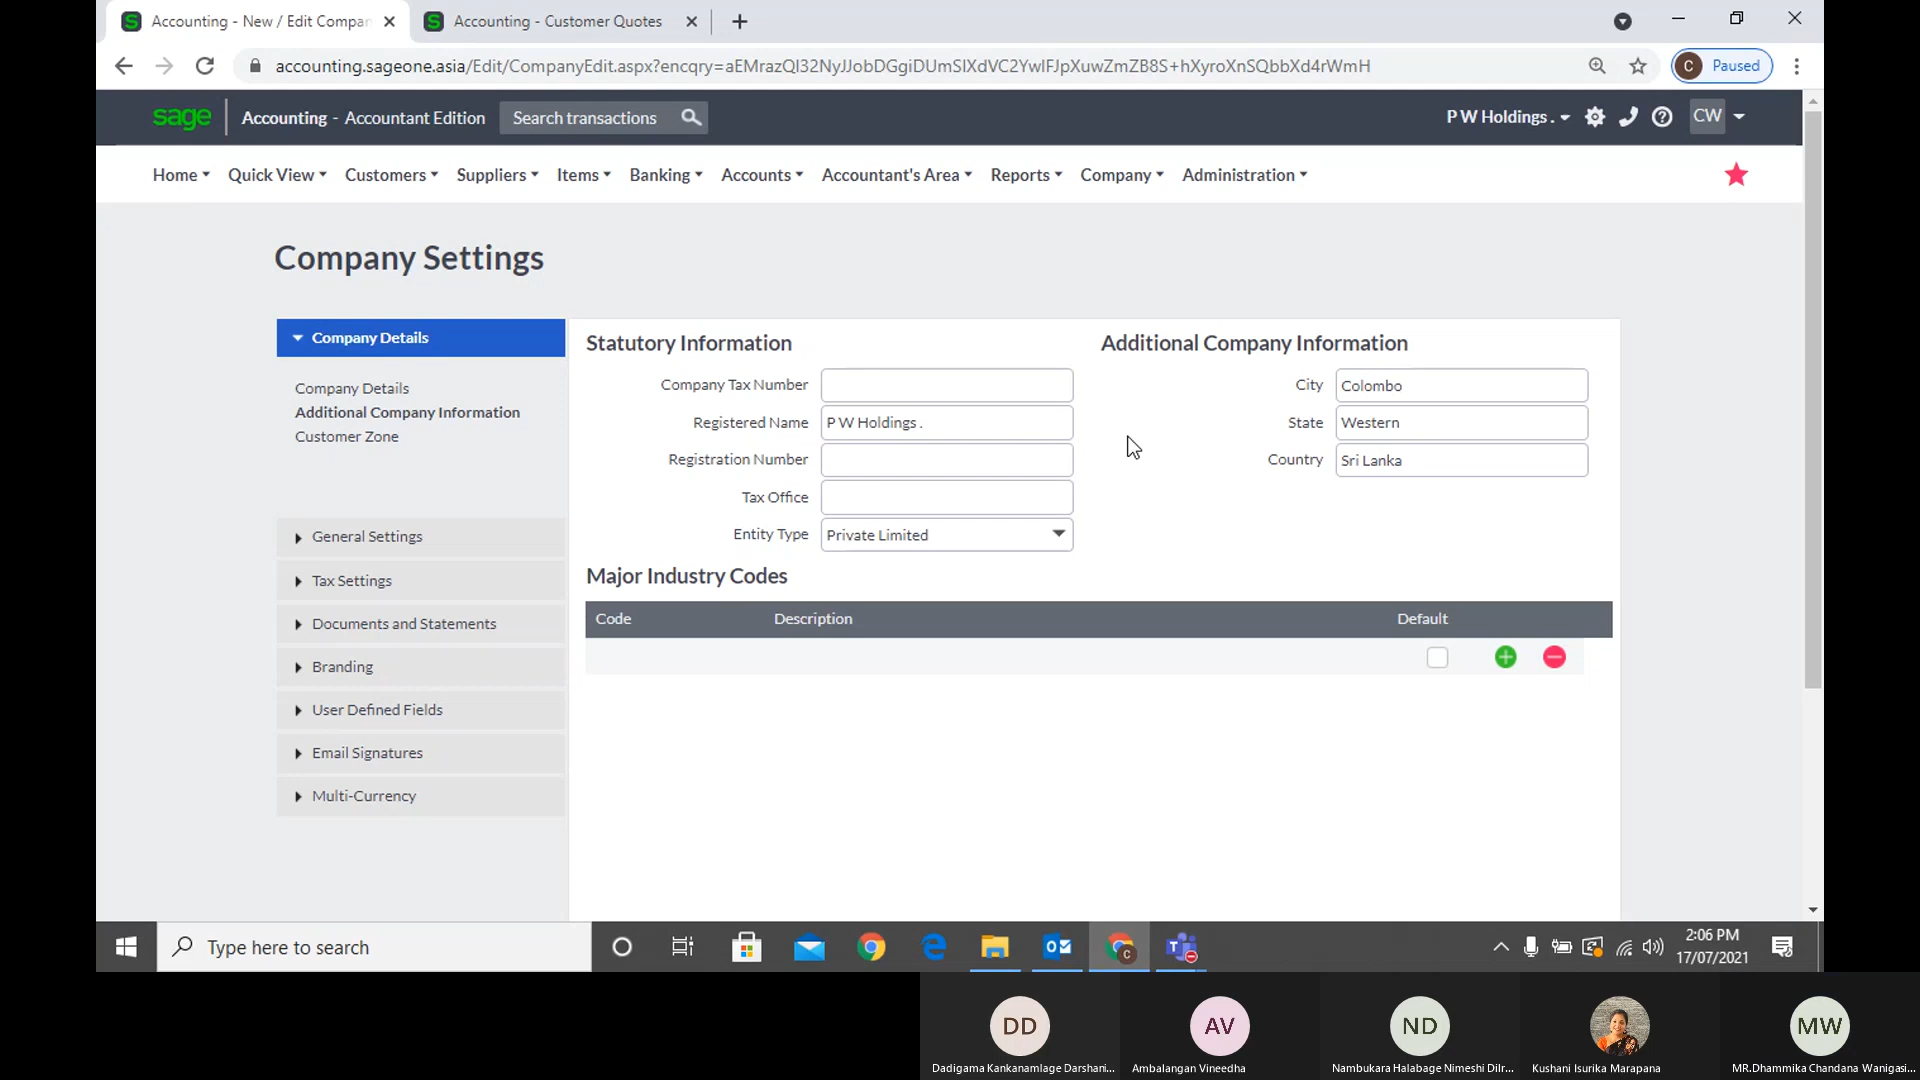 Accounting - New / Edit Compan
Accounting - Customer Quotes
accounting.sageone.asia/Edit/CompanyEdit.aspx?encqry=aEMrazQI32NyJJobDGgiDUmSIXdVC2YwIFJpXuwZmZB8S+hXyroXnSQbbXd4rWmH
C Paused
sage Accounting - Accountant Edition
Search transactions
P W Holdings .
CW
Home Quick View Customers Suppliers Items Banking Accounts Accountant's Area Reports Company Administration
Company Settings
Company Details
Company Details
Additional Company Information
Customer Zone
General Settings
Tax Settings
Documents and Statements
Branding
User Defined Fields
Email Signatures
Multi-Currency
Statutory Information
Company Tax Number
Registered Name P W Holdings .
Registration Number
Tax Office
Entity Type Private Limited
Additional Company Information
City Colombo
State Western
Country Sri Lanka
Major Industry Codes
Code Description Default
Type here to search
2:06 PM
17/07/2021
DD
AV
ND
MW
Dadigama Kankanamlage Darshani...
Ambalangan Vineedha
Nambukara Halabage Nimeshi Dilr...
Kushani Isurika Marapana
MR.Dhammika Chandana Wanigasi...